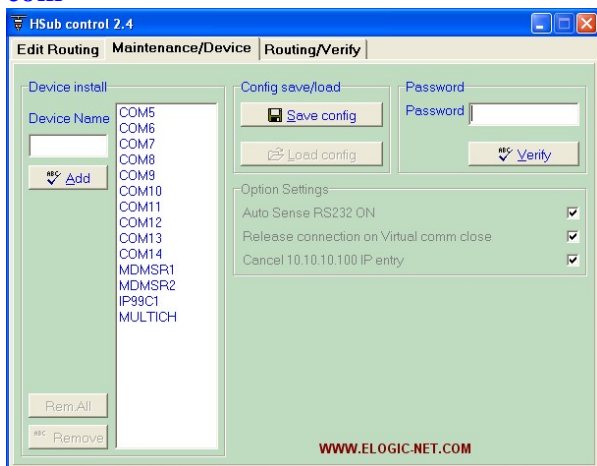 com
HSub control 2.4
Edit Routing Maintenance/Device Routing/Verify
Device install
Device Name
COM5
COM6
COM7
COM8
COM9
COM10
COM11
COM12
COM13
COM14
MDMSR1
MDMSR2
IP99C1
MULTICH
ABC Add
Rem.All
ABC Remove
Config save/load
Save config
Load config
Password
Password
ABC Verify
Option Settings
Auto Sense RS232 ON
Release connection on Virtual comm close
Cancel 10.10.10.100 IP entry
WWW.ELOGIC-NET.COM